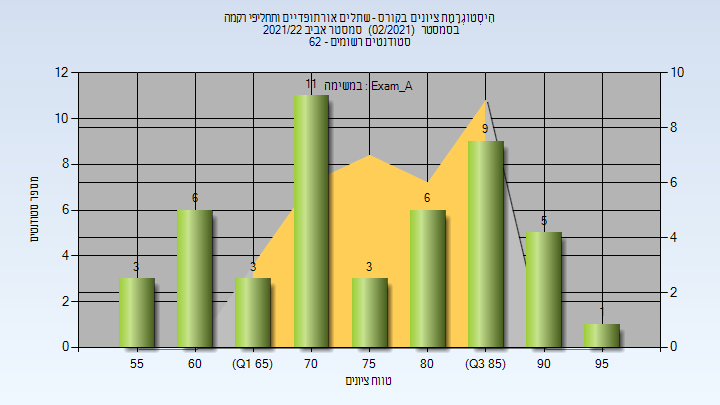 היסטוגרמת ציונים בקורס - שתלים אורתופדיים ותחליפי רקמה
בסמסטר (02/2021) סמסטר אביב 2021/22
סטודנטים רשומים - 62
במשימה : Exam_A
12 10 8 6 4 2 0
מספר סטודנטים
10 8 6 4 2 0
3 6 3 11 3 6 9 5 1
55 60 (Q1 65) 70 75 80 (Q3 85) 90 95
טווח ציונים